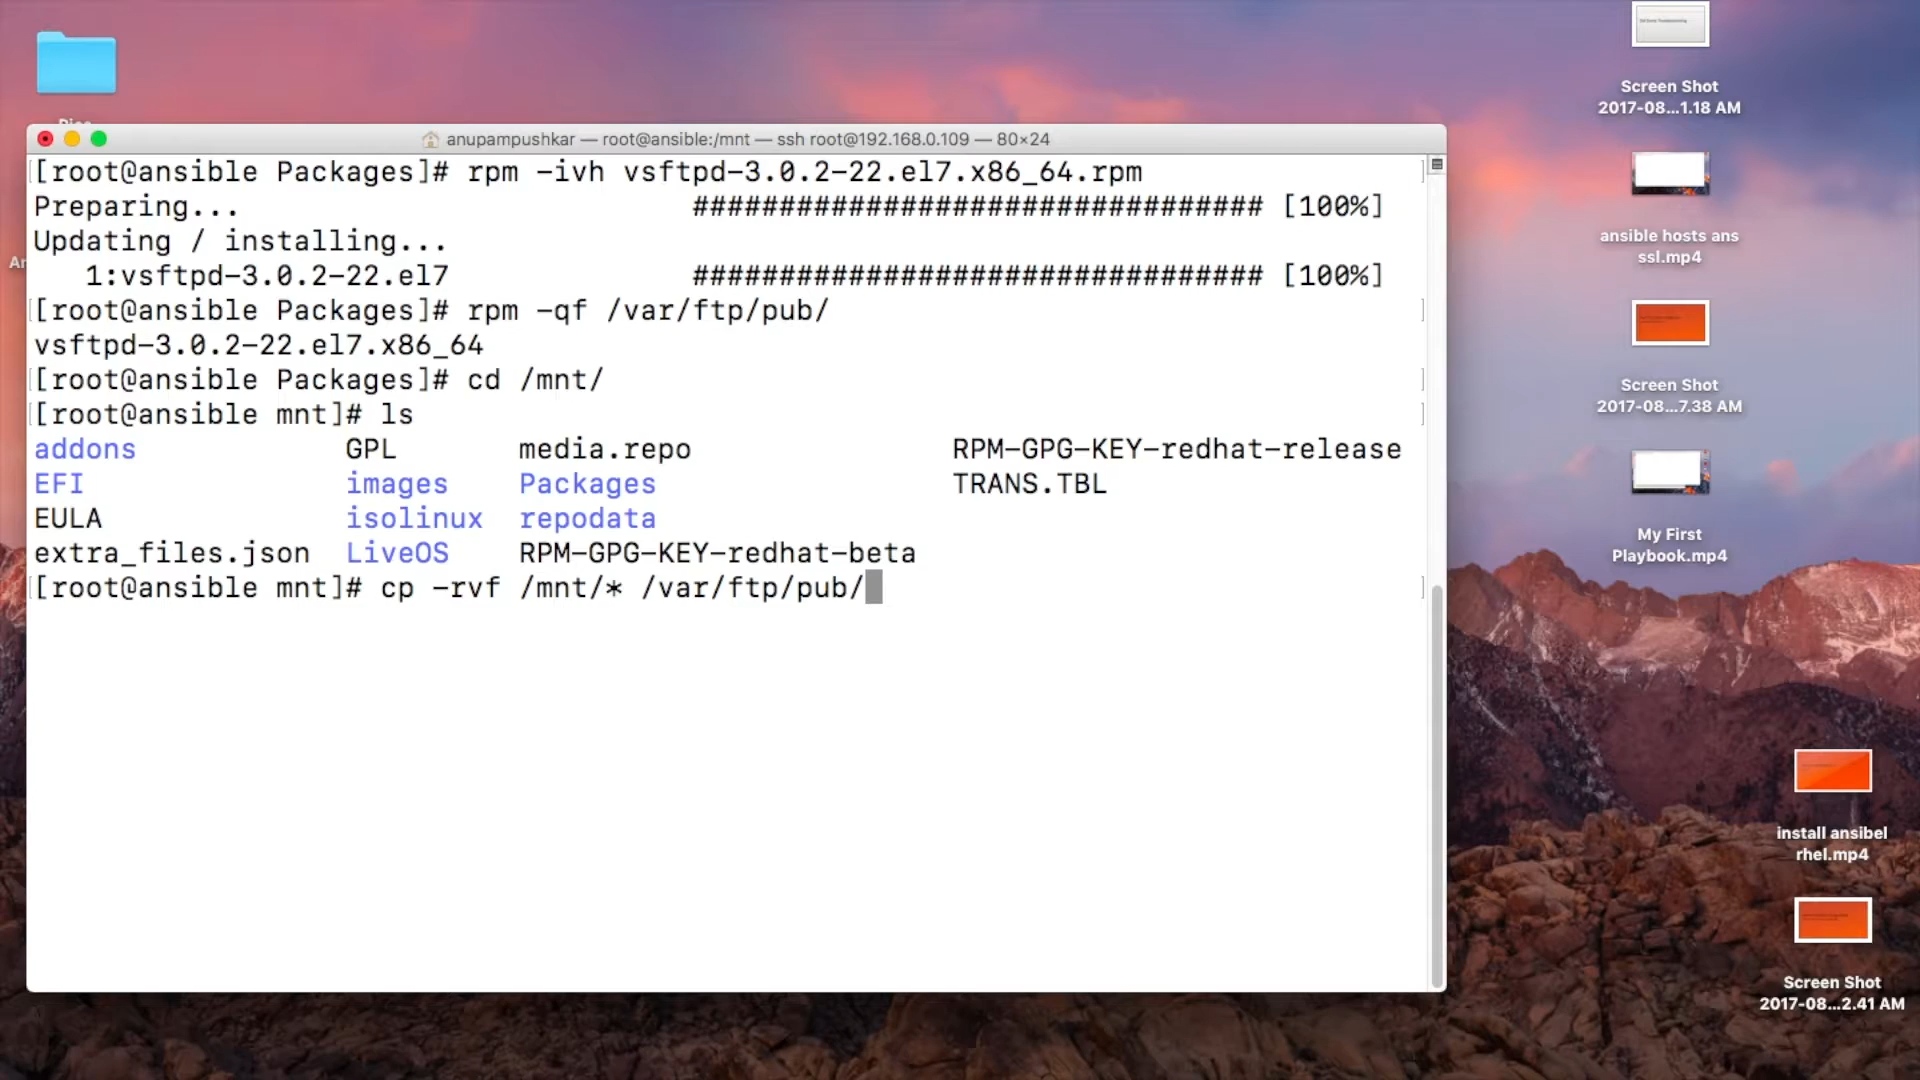 Screen Shot
2017-08...1.18 AM
anupampushkar — root@ansible:/mnt — ssh root@192.168.0.109 — 80×24
[root@ansible Packages]# rpm -ivh vsftpd-3.0.2-22.el7.x86_64.rpm
Preparing... ################################# [100%]
Updating / installing...
1:vsftpd-3.0.2-22.el7 ################################# [100%]
[root@ansible Packages]# rpm -qf /var/ftp/pub/
vsftpd-3.0.2-22.el7.x86_64
[root@ansible Packages]# cd /mnt/
[root@ansible mnt]# ls
addons GPL media.repo RPM-GPG-KEY-redhat-release
EFI images Packages TRANS.TBL
EULA isolinux repodata
extra_files.json LiveOS RPM-GPG-KEY-redhat-beta
[root@ansible mnt]# cp -rvf /mnt/* /var/ftp/pub/
ansible hosts ans
ssl.mp4
Screen Shot
2017-08...7.38 AM
My First
Playbook.mp4
install ansibel
rhel.mp4
Screen Shot
2017-08...2.41 AM